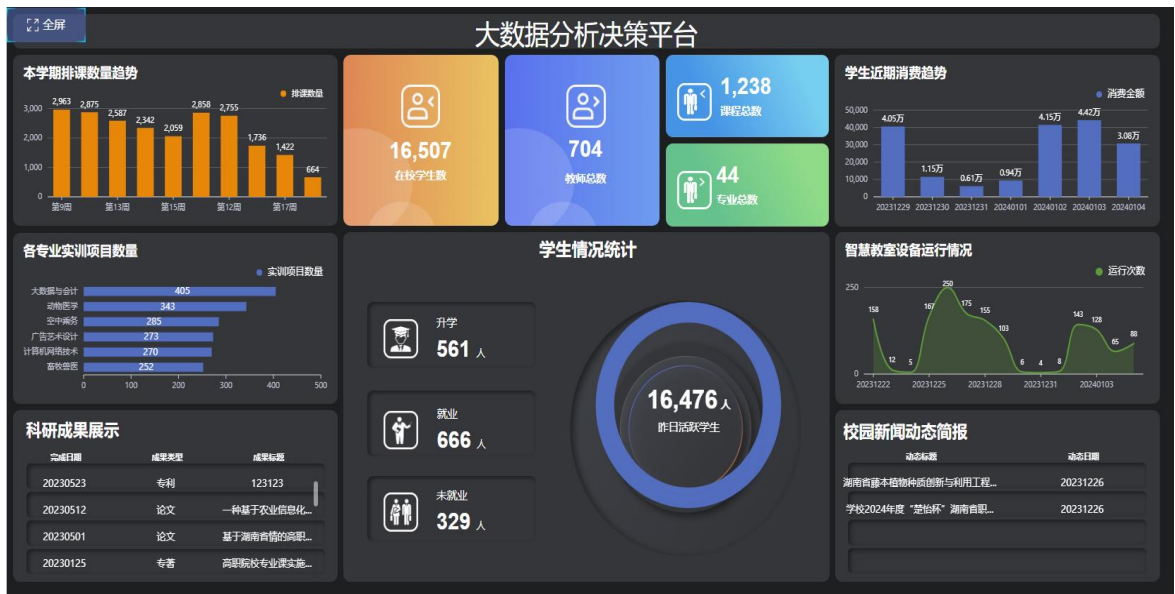 全屏
大数据分析决策平台
本学期排课数量趋势
排课数量
3,000
2,000
1,000
0
2,963
2,875
2,587
2,342
2,059
2,858
2,755
1,736
1,422
664
第9周
第13周
第15周
第12周
第17周
16,507
在校学生数
704
教师总数
1,238
课程总数
44
专业总数
学生近期消费趋势
消费金额
50,000
40,000
30,000
20,000
10,000
0
4.05万
1.15万
0.61万
0.94万
4.15万
4.42万
3.08万
20231229 20231230 20231231 20240101 20240102 20240103 20240104
各专业实训项目数量
实训项目数量
大数据与会计 405
动物医学 343
空中乘务 285
广告艺术设计 273
计算机网络技术 270
畜牧兽医 252
0 100 200 300 400 500
学生情况统计
升学
561 人
就业
666 人
未就业
329 人
16,476 人
昨日活跃学生
智慧教室设备运行情况
运行次数
250
0
158
12
5
167
250
175
155
103
6
4
8
143
128
65
88
20231222 20231225 20231228 20231231 20240103
科研成果展示
完成日期 成果类型 成果标题
20230523 专利 123123
20230512 论文 一种基于农业信息化...
20230501 论文 基于湖南省情的高职...
20230125 专著 高职院校专业课实施...
校园新闻动态简报
动态标题 动态日期
湖南省藤本植物种质创新与利用工程... 20231226
学校2024年度“楚怡杯”湖南省职... 20231226